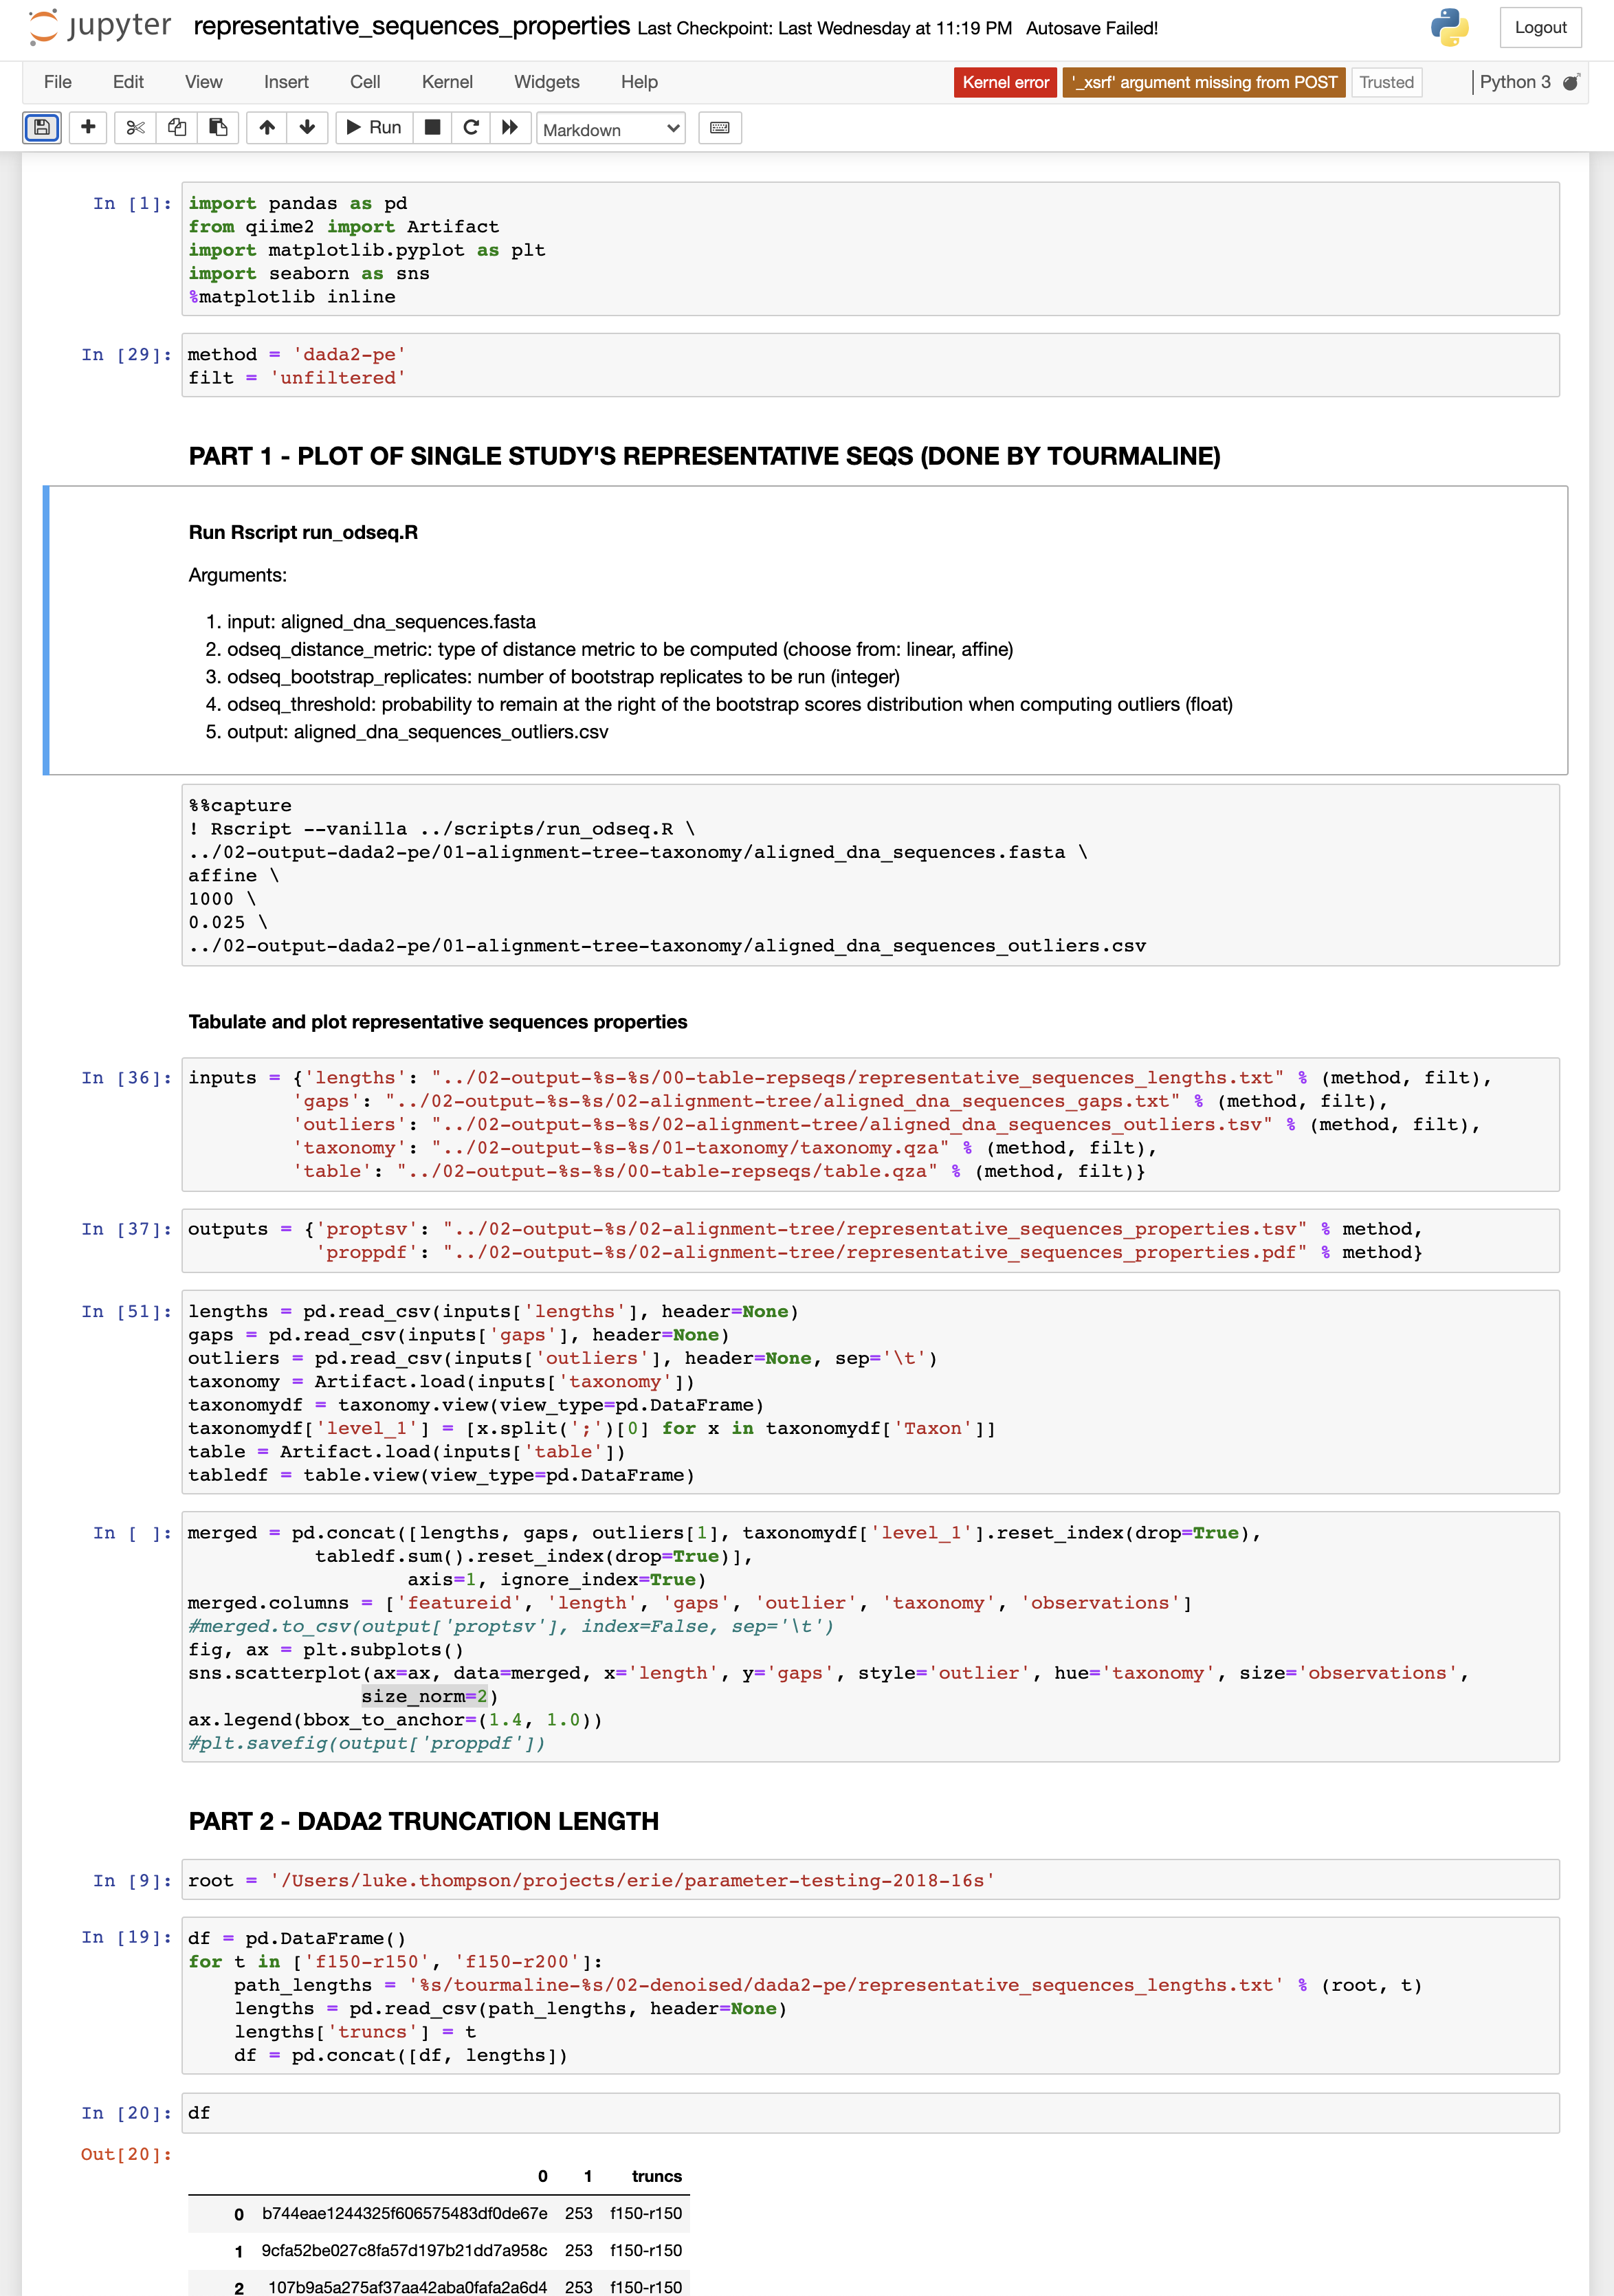 jupyter representative_sequences_properties Last Checkpoint: Last Wednesday at 11:19 PM Autosave Failed! Logout
File Edit View Insert Cell Kernel Widgets Help Kernel error '_xsrf' argument missing from POST Trusted Python 3
Run Markdown
In [1]: import pandas as pd
from qiime2 import Artifact
import matplotlib.pyplot as plt
import seaborn as sns
%matplotlib inline
In [29]: method = 'dada2-pe'
filt = 'unfiltered'
PART 1 - PLOT OF SINGLE STUDY'S REPRESENTATIVE SEQS (DONE BY TOURMALINE)
Run Rscript run_odseq.R
Arguments:
1. input: aligned_dna_sequences.fasta
2. odseq_distance_metric: type of distance metric to be computed (choose from: linear, affine)
3. odseq_bootstrap_replicates: number of bootstrap replicates to be run (integer)
4. odseq_threshold: probability to remain at the right of the bootstrap scores distribution when computing outliers (float)
5. output: aligned_dna_sequences_outliers.csv
%%capture
! Rscript --vanilla ../scripts/run_odseq.R \
../02-output-dada2-pe/01-alignment-tree-taxonomy/aligned_dna_sequences.fasta \
affine \
1000 \
0.025 \
../02-output-dada2-pe/01-alignment-tree-taxonomy/aligned_dna_sequences_outliers.csv
Tabulate and plot representative sequences properties
In [36]: inputs = {'lengths': "../02-output-%s-%s/00-table-repseqs/representative_sequences_lengths.txt" % (method, filt),
'gaps': "../02-output-%s-%s/02-alignment-tree/aligned_dna_sequences_gaps.txt" % (method, filt),
'outliers': "../02-output-%s-%s/02-alignment-tree/aligned_dna_sequences_outliers.tsv" % (method, filt),
'taxonomy': "../02-output-%s-%s/01-taxonomy/taxonomy.qza" % (method, filt),
'table': "../02-output-%s-%s/00-table-repseqs/table.qza" % (method, filt)}
In [37]: outputs = {'proptsv': "../02-output-%s/02-alignment-tree/representative_sequences_properties.tsv" % method,
'proppdf': "../02-output-%s/02-alignment-tree/representative_sequences_properties.pdf" % method}
In [51]: lengths = pd.read_csv(inputs['lengths'], header=None)
gaps = pd.read_csv(inputs['gaps'], header=None)
outliers = pd.read_csv(inputs['outliers'], header=None, sep='\t')
taxonomy = Artifact.load(inputs['taxonomy'])
taxonomydf = taxonomy.view(view_type=pd.DataFrame)
taxonomydf['level_1'] = [x.split(';')[0] for x in taxonomydf['Taxon']]
table = Artifact.load(inputs['table'])
tabledf = table.view(view_type=pd.DataFrame)
In [ ]: merged = pd.concat([lengths, gaps, outliers[1], taxonomydf['level_1'].reset_index(drop=True),
tabledf.sum().reset_index(drop=True)],
axis=1, ignore_index=True)
merged.columns = ['featureid', 'length', 'gaps', 'outlier', 'taxonomy', 'observations']
#merged.to_csv(output['proptsv'], index=False, sep='\t')
fig, ax = plt.subplots()
sns.scatterplot(ax=ax, data=merged, x='length', y='gaps', style='outlier', hue='taxonomy', size='observations',
size_norm=2)
ax.legend(bbox_to_anchor=(1.4, 1.0))
#plt.savefig(output['proppdf'])
PART 2 - DADA2 TRUNCATION LENGTH
In [9]: root = '/Users/luke.thompson/projects/erie/parameter-testing-2018-16s'
In [19]: df = pd.DataFrame()
for t in ['f150-r150', 'f150-r200']:
path_lengths = '%s/tourmaline-%s/02-denoised/dada2-pe/representative_sequences_lengths.txt' % (root, t)
lengths = pd.read_csv(path_lengths, header=None)
lengths['truncs'] = t
df = pd.concat([df, lengths])
In [20]: df
Out[20]:
0 1 truncs
0 b744eae1244325f606575483df0de67e 253 f150-r150
1 9cfa52be027c8fa57d197b21dd7a958c 253 f150-r150
2 107b9a5a275af37aa42aba0fafa2a6d4 253 f150-r150